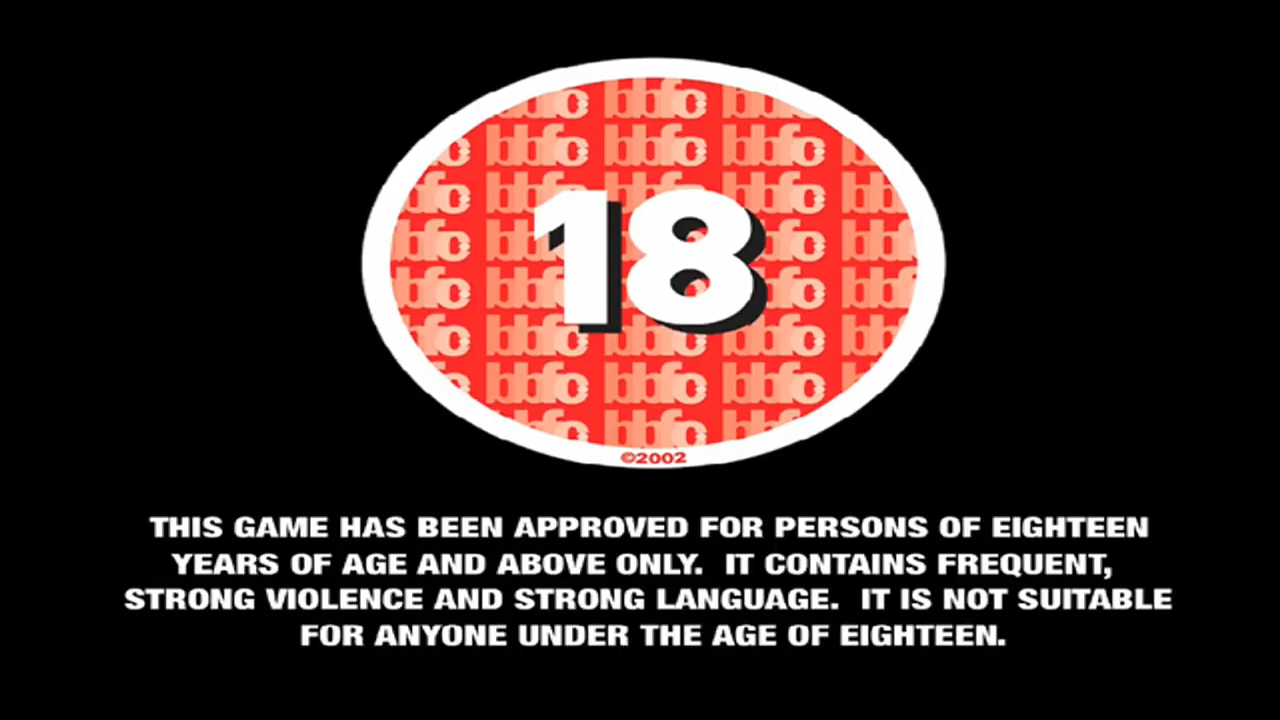 bbfc
18
©2002
THIS GAME HAS BEEN APPROVED FOR PERSONS OF EIGHTEEN
YEARS OF AGE AND ABOVE ONLY. IT CONTAINS FREQUENT,
STRONG VIOLENCE AND STRONG LANGUAGE. IT IS NOT SUITABLE
FOR ANYONE UNDER THE AGE OF EIGHTEEN.